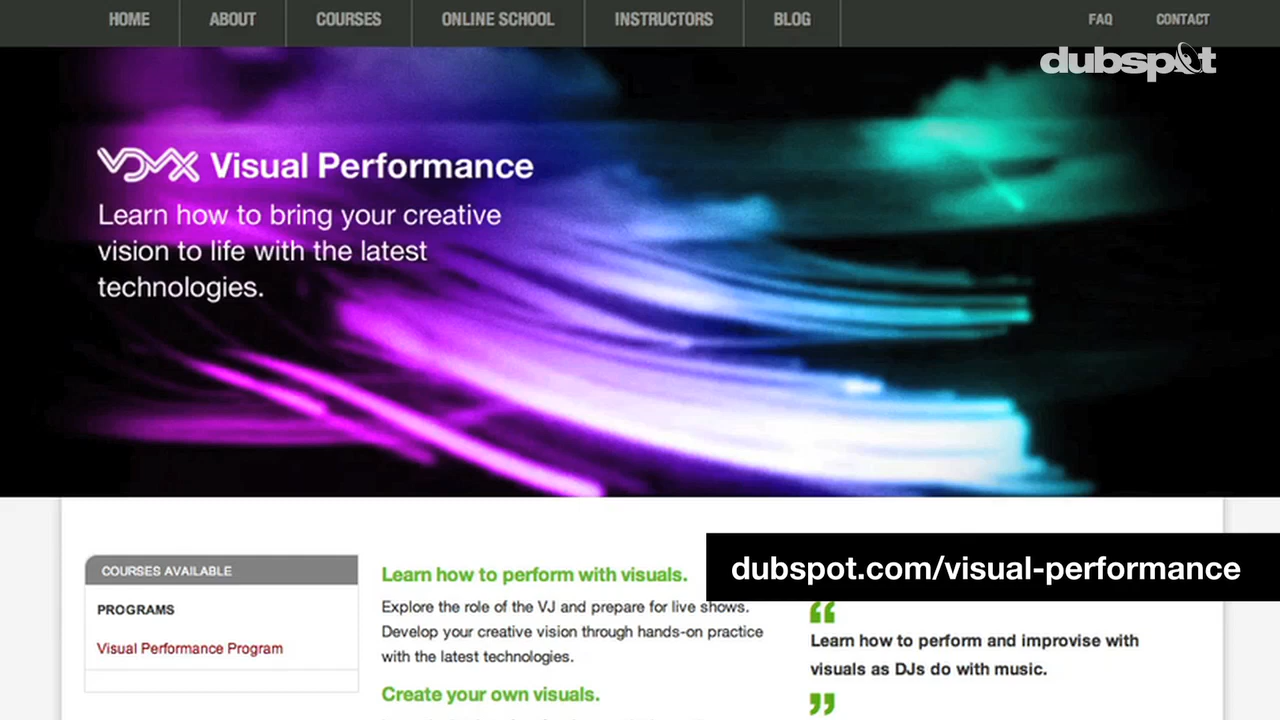 HOME
ABOUT
COURSES
ONLINE SCHOOL
INSTRUCTORS
BLOG
FAQ
CONTACT
dubspot
VDMX Visual Performance
Learn how to bring your creative
vision to life with the latest
technologies.
COURSES AVAILABLE
PROGRAMS
Visual Performance Program
Learn how to perform with visuals.
Explore the role of the VJ and prepare for live shows.
Develop your creative vision through hands-on practice
with the latest technologies.
Create your own visuals.
dubspot.com/visual-performance
“
Learn how to perform and improvise with
visuals as DJs do with music.
”